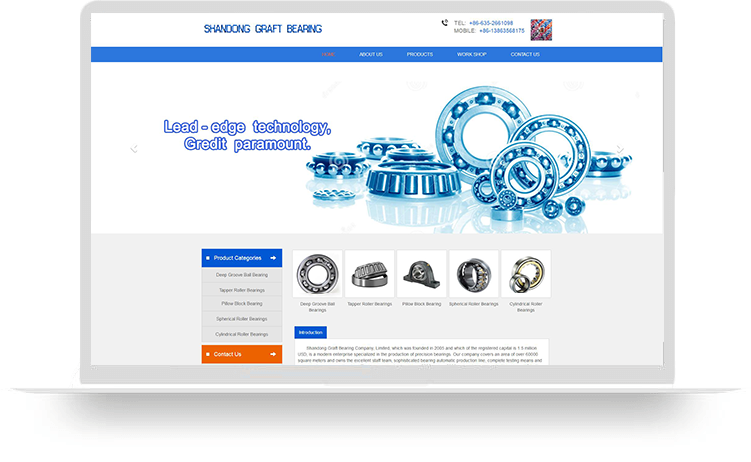 SHANDONG GRAFT BEARING
TEL: +86-635-2661098
MOBILE: +86-13863568175
HOME ABOUT US PRODUCTS WORK SHOP CONTACT US
Lead - edge technology,
Gredit paramount.
Product Categories
Deep Groove Ball Bearing
Tapper Roller Bearings
Pillow Block Bearing
Spherical Roller Bearings
Cylindrical Roller Bearings
Contact Us
Deep Groove Ball
Bearings
Tapper Roller Bearings
Pillow Block Bearing
Spherical Roller Bearings
Cylindrical Roller
Bearings
Introduction
Shandong Graft Bearing Company Limited, which was founded in and which of the registered capital is 1.5 million
USD, is a modern enterprise specialized in the production of precision bearings. Our company covers an area of over 60000
square meters and owns the excellent staff team, sophisticated bearing automatic production line, complete testing means and